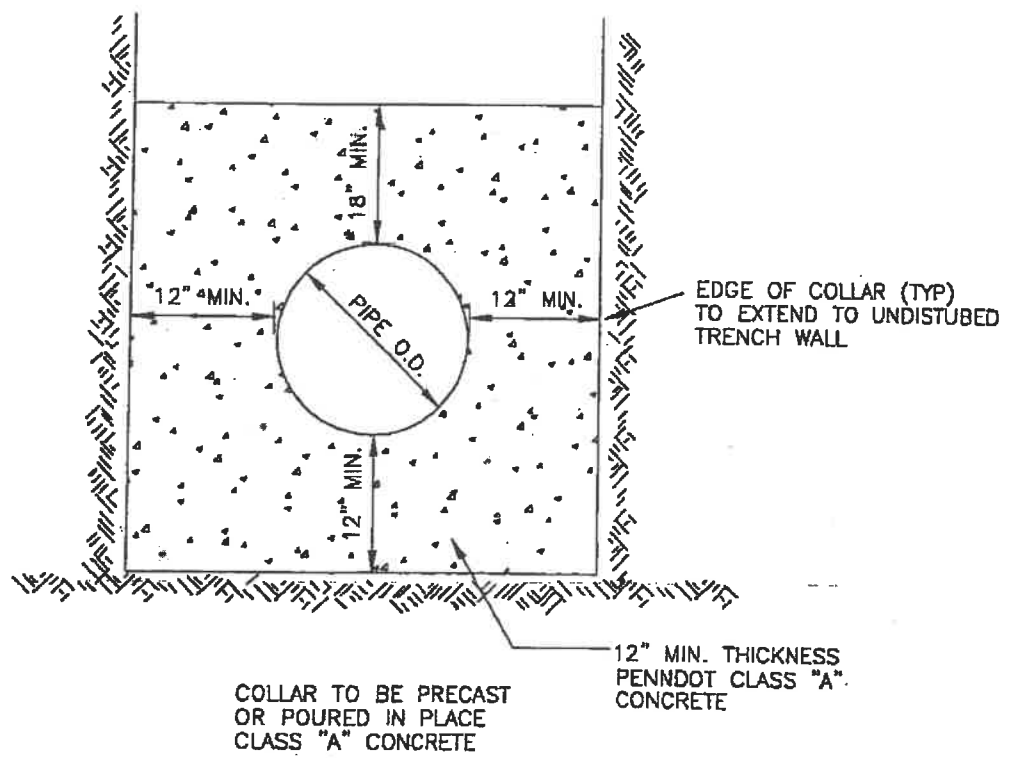 18" MIN.
12" MIN.
PIPE O.D.
12" MIN.
EDGE OF COLLAR (TYP)
TO EXTEND TO UNDISTUBED
TRENCH WALL
12" MIN.
12" MIN. THICKNESS
PENNDOT CLASS "A"
CONCRETE
COLLAR TO BE PRECAST
OR POURED IN PLACE
CLASS "A" CONCRETE